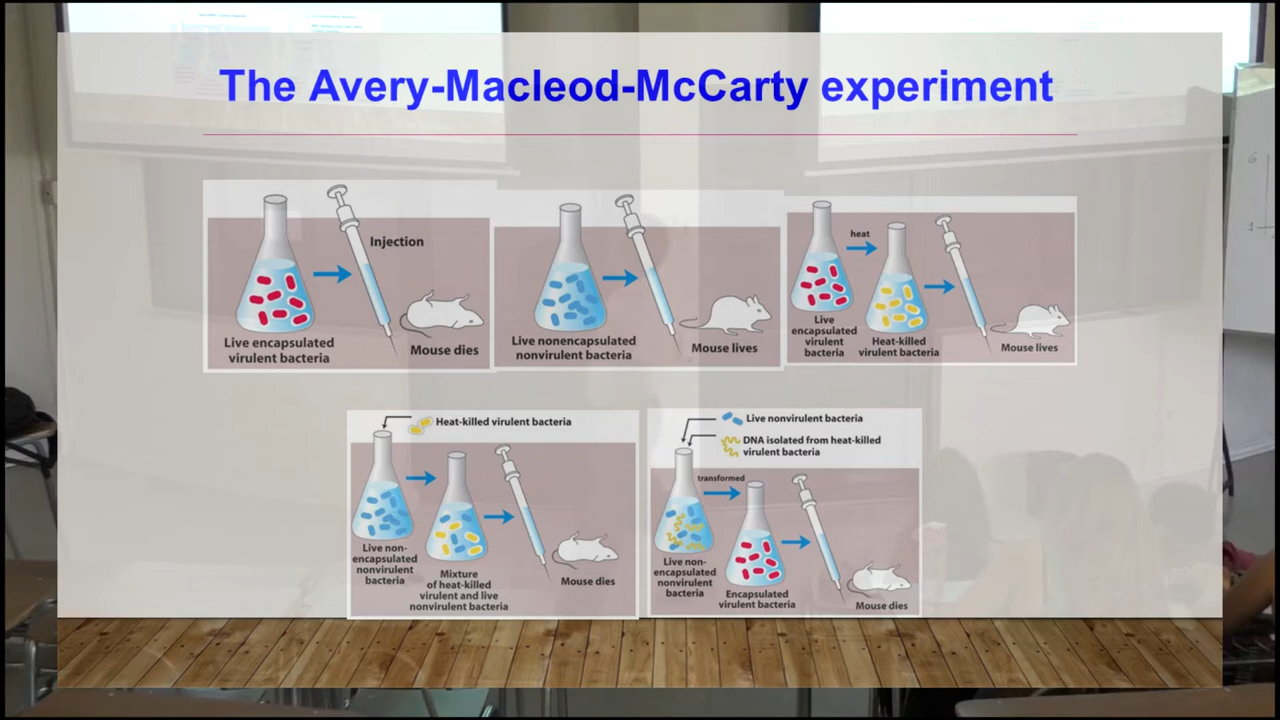 The Avery-Macleod-McCarty experiment
Injection
Live encapsulated
virulent bacteria
Mouse dies
Live nonencapsulated
nonvirulent bacteria
Mouse lives
heat
Live
encapsulated
virulent
bacteria
Heat-killed
virulent bacteria
Mouse lives
Heat-killed virulent bacteria
Live non-
encapsulated
nonvirulent
bacteria
Mixture
of heat-killed
virulent and live
nonvirulent bacteria
Mouse dies
Live nonvirulent bacteria
DNA isolated from heat-killed
virulent bacteria
transformed
Live non-
encapsulated
nonvirulent
bacteria
Encapsulated
virulent bacteria
Mouse dies